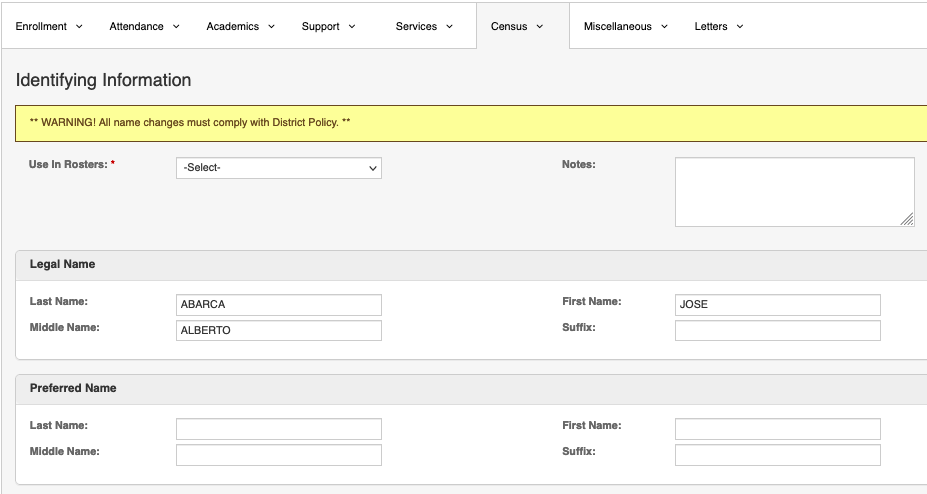 Enrollment Attendance Academics Support Services Census Miscellaneous Letters
Identifying Information
** WARNING! All name changes must comply with District Policy. **
Use In Rosters: * -Select- Notes:
Legal Name
Last Name: ABARCA First Name: JOSE
Middle Name: ALBERTO Suffix:
Preferred Name
Last Name: First Name:
Middle Name: Suffix: